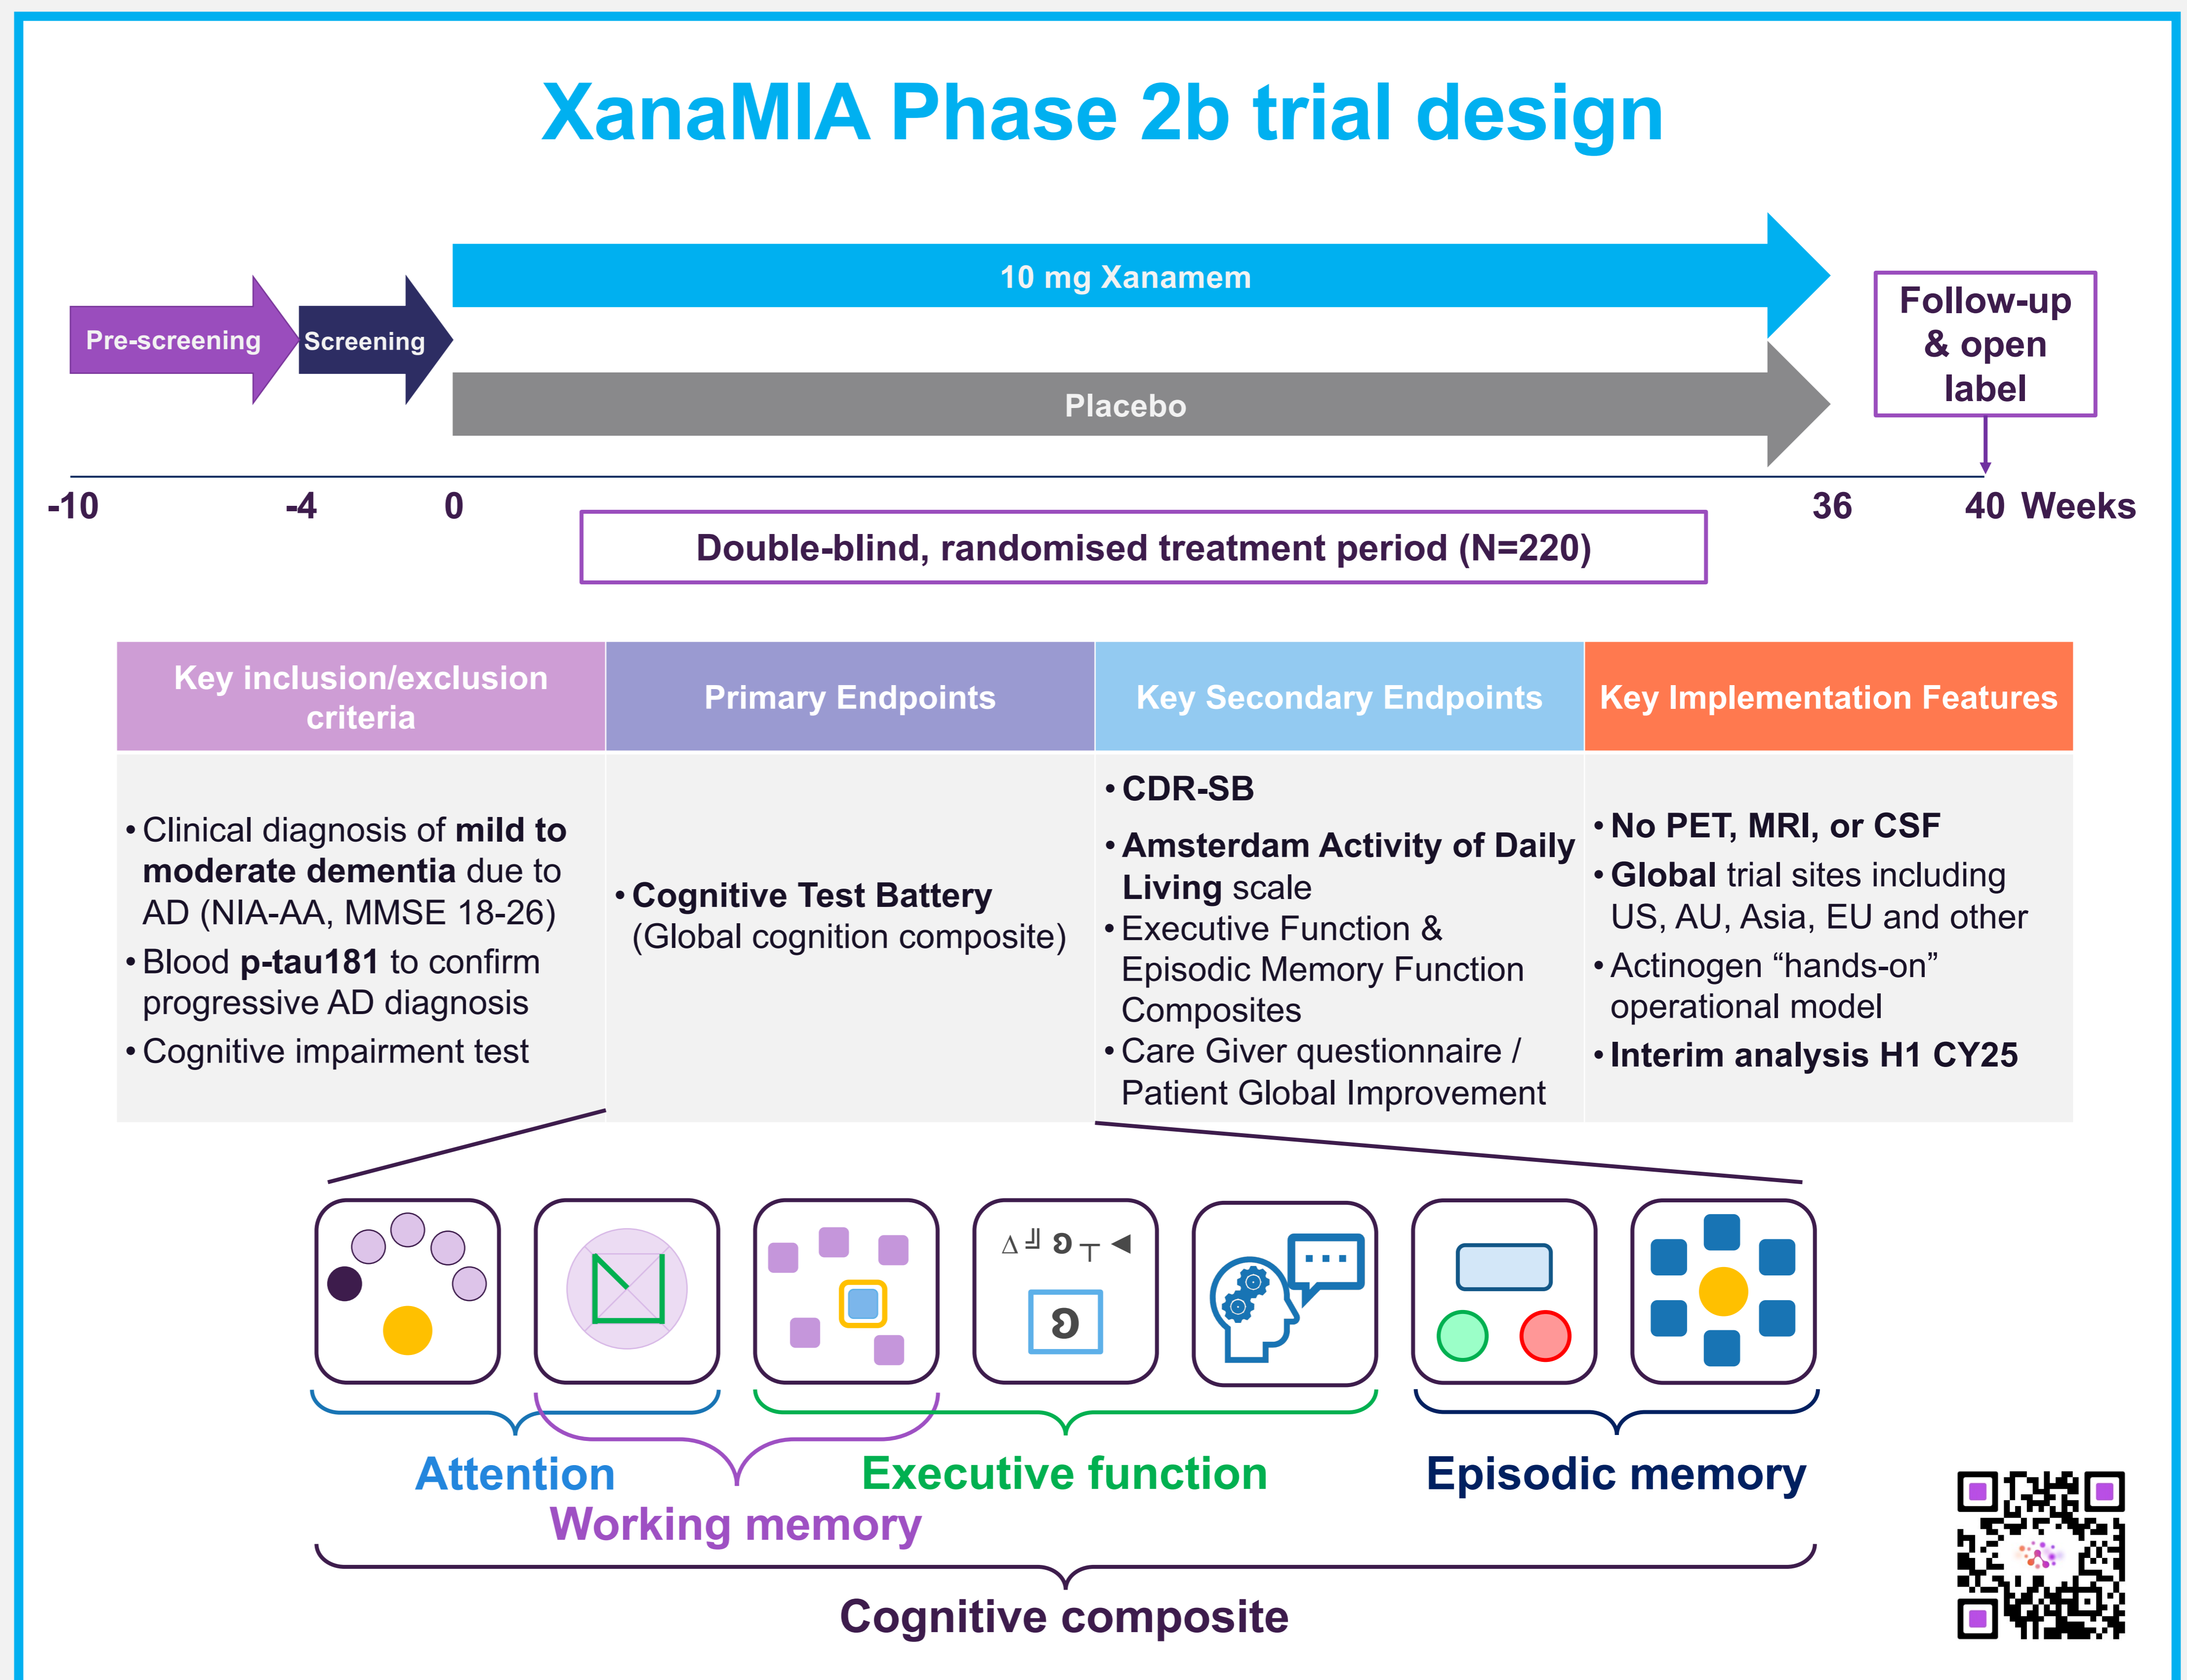 XanaMIA Phase 2b trial design
10 mg Xanamem
Pre-screening
Screening
Placebo
Follow-up
& open
label
-10
-4
0
36
40 Weeks
Double-blind, randomised treatment period (N=220)
Key inclusion/exclusion
criteria
• Clinical diagnosis of mild to
moderate dementia due to
AD (NIA-AA, MMSE 18-26)
• Blood p-tau181 to confirm
progressive AD diagnosis
• Cognitive impairment test
Primary Endpoints
• Cognitive Test Battery
(Global cognition composite)
Key Secondary Endpoints
• CDR-SB
• Amsterdam Activity of Daily
Living scale
• Executive Function &
Episodic Memory Function
Composites
• Care Giver questionnaire /
Patient Global Improvement
Key Implementation Features
• No PET, MRI, or CSF
• Global trial sites including
US, AU, Asia, EU and other
• Actinogen “hands-on”
operational model
• Interim analysis H1 CY25
Attention
Working memory
Executive function
Episodic memory
Cognitive composite